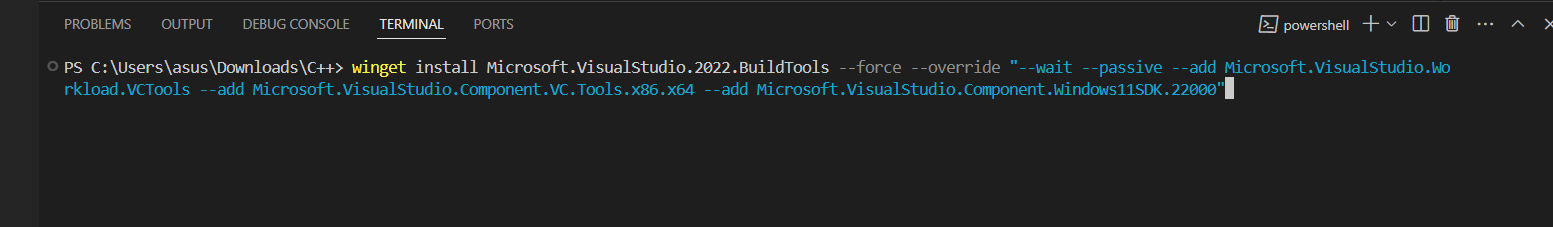 PROBLEMS OUTPUT DEBUG CONSOLE TERMINAL PORTS powershell
PS C:\Users\asus\Downloads\C++> winget install Microsoft.VisualStudio.2022.BuildTools --force --override "--wait --passive --add Microsoft.VisualStudio.Wo
rkload.VCTools --add Microsoft.VisualStudio.Component.VC.Tools.x86.x64 --add Microsoft.VisualStudio.Component.Windows11SDK.22000"